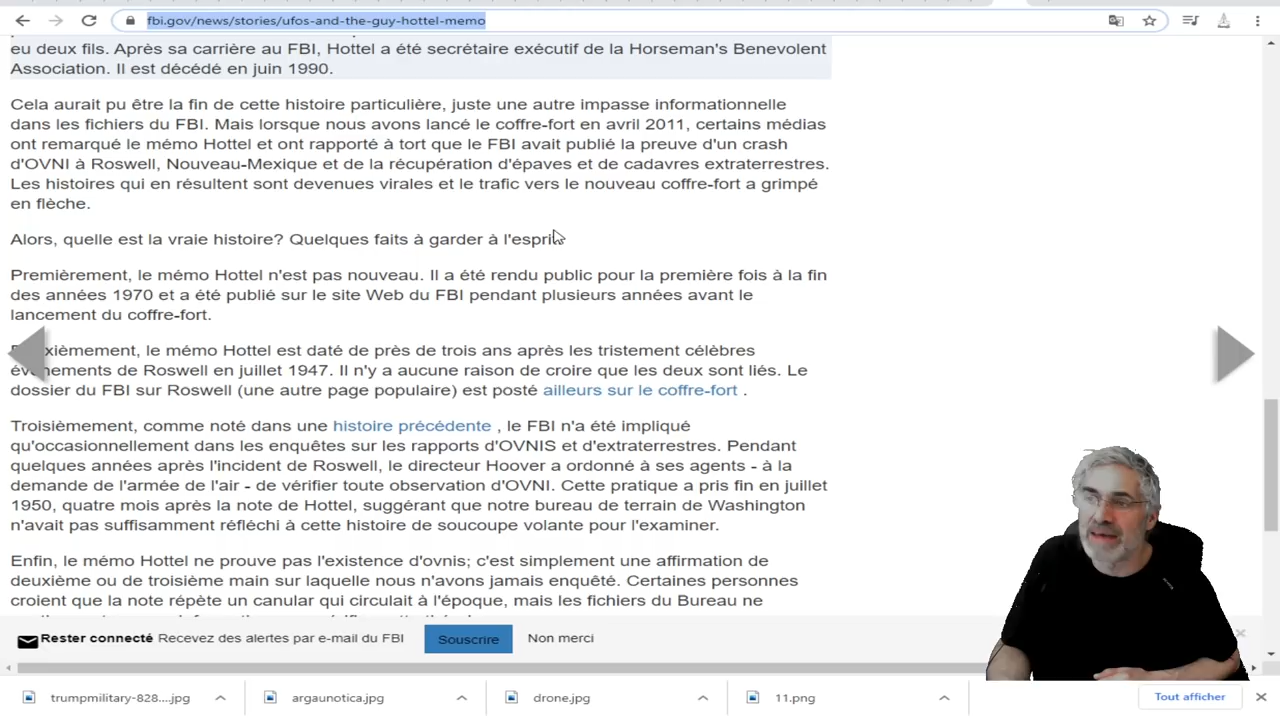 fbi.gov/news/stories/ufos-and-the-guy-hottel-memo
eu deux fils. Après sa carrière au FBI, Hottel a été secrétaire exécutif de la Horseman's Benevolent
Association. Il est décédé en juin 1990.
Cela aurait pu être la fin de cette histoire particulière, juste une autre impasse informationnelle
dans les fichiers du FBI. Mais lorsque nous avons lancé le coffre-fort en avril 2011, certains médias
ont remarqué le mémo Hottel et ont rapporté à tort que le FBI avait publié la preuve d'un crash
d'OVNI à Roswell, Nouveau-Mexique et de la récupération d'épaves et de cadavres extraterrestres.
Les histoires qui en résultent sont devenues virales et le trafic vers le nouveau coffre-fort a grimpé
en flèche.
Alors, quelle est la vraie histoire? Quelques faits à garder à l'esprit
Premièrement, le mémo Hottel n'est pas nouveau. Il a été rendu public pour la première fois à la fin
des années 1970 et a été publié sur le site Web du FBI pendant plusieurs années avant le
lancement du coffre-fort.
Deuxièmement, le mémo Hottel est daté de près de trois ans après les tristement célèbres
événements de Roswell en juillet 1947. Il n'y a aucune raison de croire que les deux sont liés. Le
dossier du FBI sur Roswell (une autre page populaire) est posté ailleurs sur le coffre-fort .
Troisièmement, comme noté dans une histoire précédente , le FBI n'a été impliqué
qu'occasionnellement dans les enquêtes sur les rapports d'OVNIS et d'extraterrestres. Pendant
quelques années après l'incident de Roswell, le directeur Hoover a ordonné à ses agents - à la
demande de l'armée de l'air - de vérifier toute observation d'OVNI. Cette pratique a pris fin en juillet
1950, quatre mois après la note de Hottel, suggérant que notre bureau de terrain de Washington
n'avait pas suffisamment réfléchi à cette histoire de soucoupe volante pour l'examiner.
Enfin, le mémo Hottel ne prouve pas l'existence d'ovnis; c'est simplement une affirmation de
deuxième ou de troisième main sur laquelle nous n'avons jamais enquêté. Certaines personnes
croient que la note répète un canular qui circulait à l'époque, mais les fichiers du Bureau ne
Rester connecté Recevez des alertes par e-mail du FBI Souscrire Non merci
trumpmilitary-828....jpg argaunotica.jpg drone.jpg 11.png Tout afficher